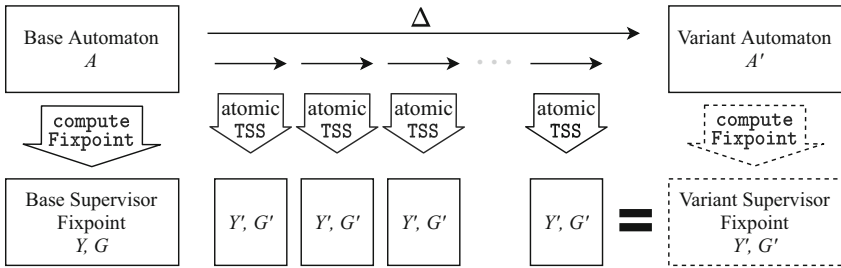 Base Automaton
A
Δ
Variant Automaton
A′
compute
Fixpoint
atomic
TSS
atomic
TSS
atomic
TSS
· · ·
atomic
TSS
compute
Fixpoint
Base Supervisor
Fixpoint
Y, G
Y′, G′
Y′, G′
Y′, G′
Y′, G′
=
Variant Supervisor
Fixpoint
Y′, G′